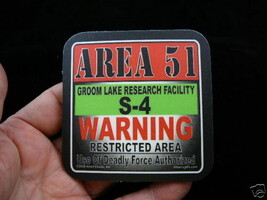 AREA 51
GROOM LAKE RESEARCH FACILITY
S-4
WARNING
RESTRICTED AREA
Use Of Deadly Force Authorized